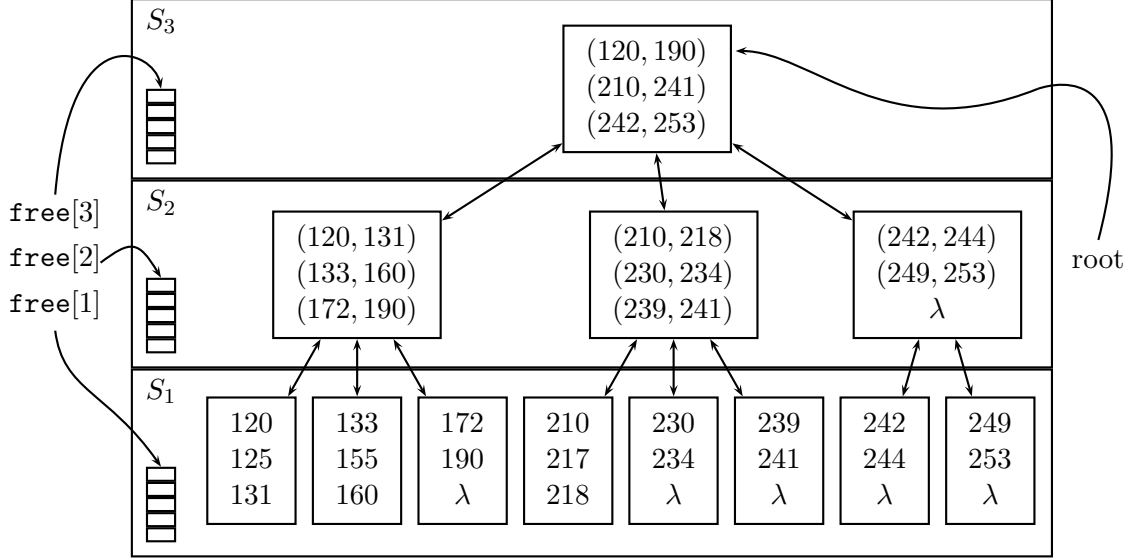 S₃
(120, 190)
(210, 241)
(242, 253)
free[3]
free[2]
free[1]
root
S₂
(120, 131)
(133, 160)
(172, 190)
(210, 218)
(230, 234)
(239, 241)
(242, 244)
(249, 253)
λ
S₁
120
125
131
133
155
160
172
190
λ
210
217
218
230
234
λ
239
241
λ
242
244
λ
249
253
λ